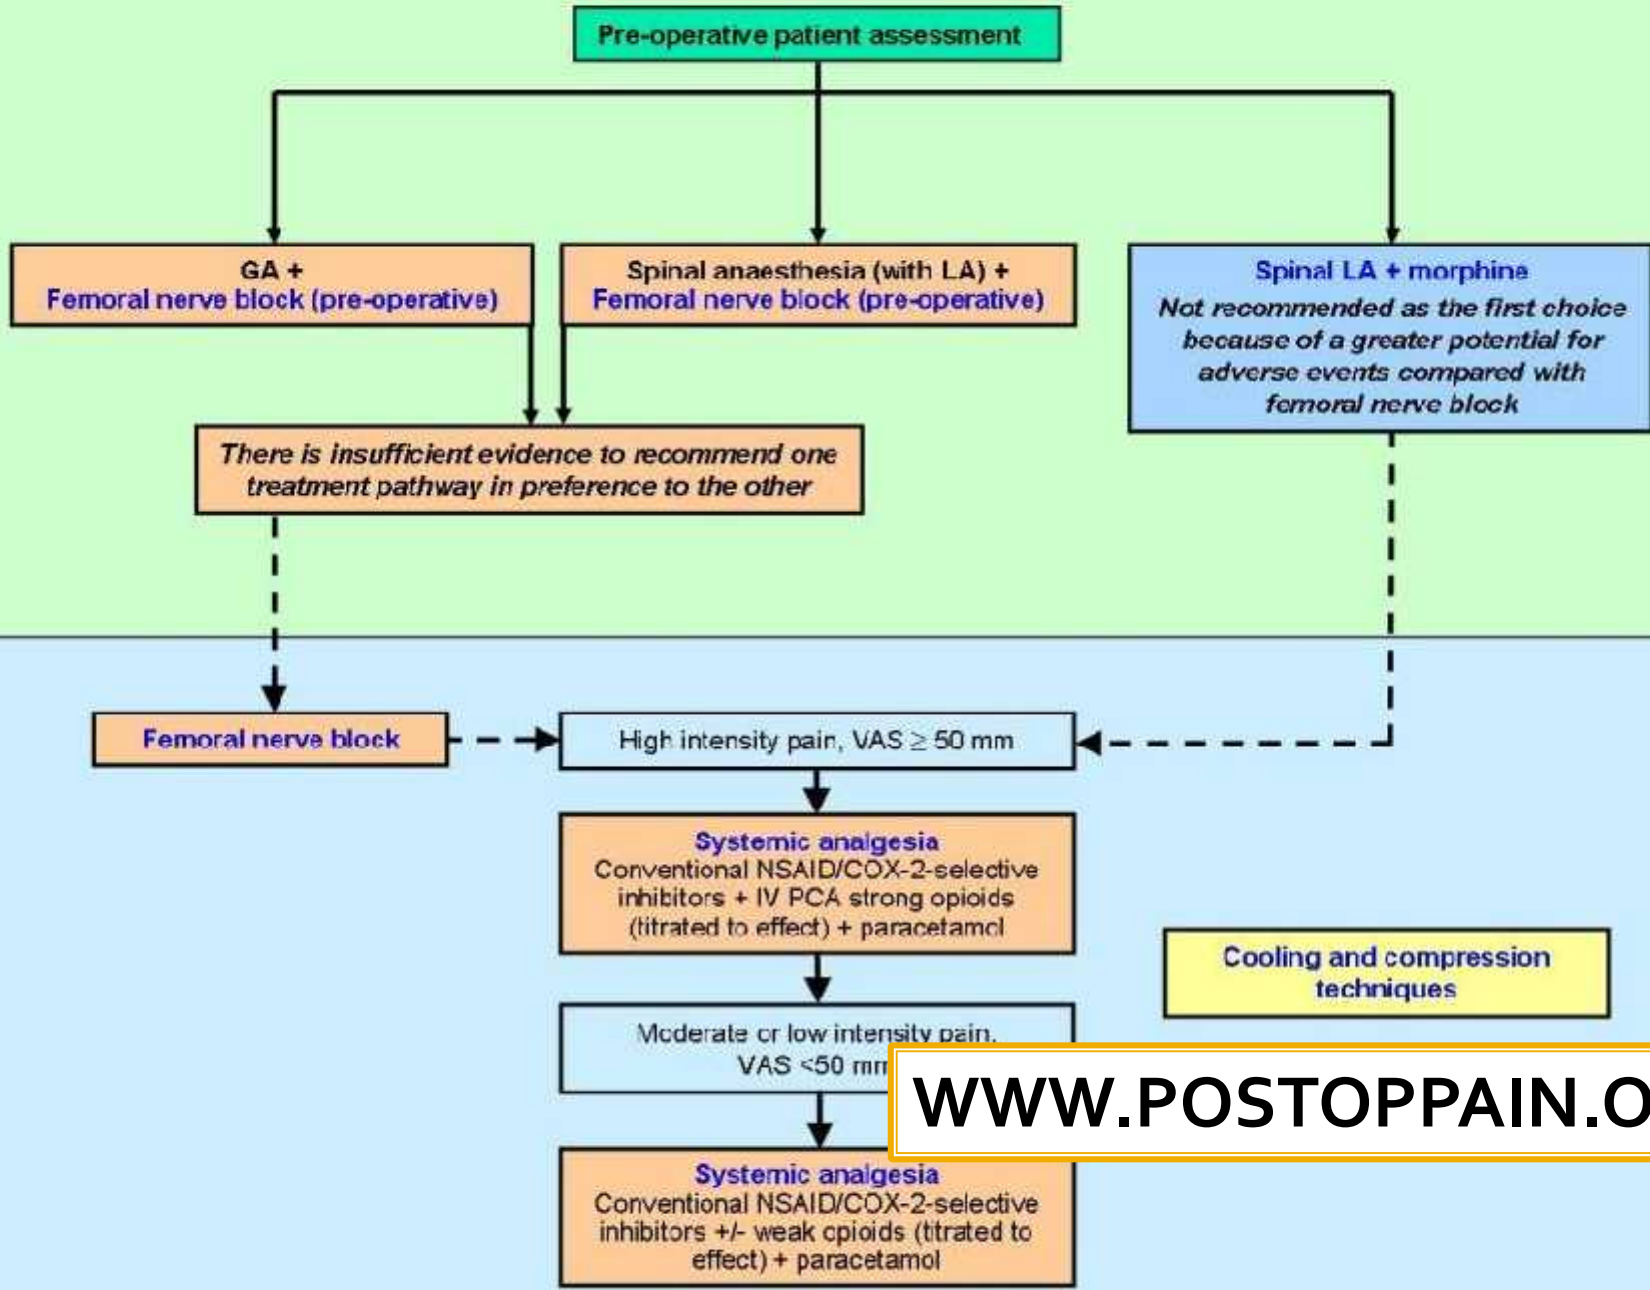 Pre-operative patient assessment
GA +
Femoral nerve block (pre-operative)
Spinal anaesthesia (with LA) +
Femoral nerve block (pre-operative)
Spinal LA + morphine
Not recommended as the first choice
because of a greater potential for
adverse events compared with
femoral nerve block
There is insufficient evidence to recommend one
treatment pathway in preference to the other
Femoral nerve block
High intensity pain, VAS ≥ 50 mm
Systemic analgesia
Conventional NSAID/COX-2-selective
inhibitors + IV PCA strong opioids
(titrated to effect) + paracetamol
Cooling and compression
techniques
Moderate or low intensity pain,
VAS <50 mm
WWW.POSTOPPAIN.O
Systemic analgesia
Conventional NSAID/COX-2-selective
inhibitors +/- weak opioids (titrated to
effect) + paracetamol